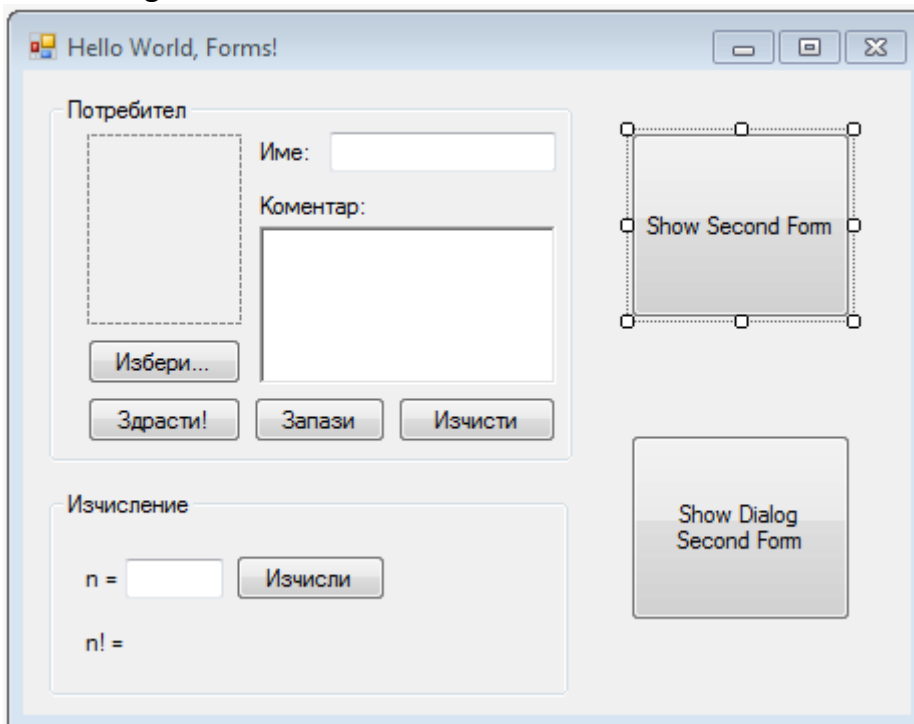 Hello World, Forms!
Потребител
Име:
Коментар:
Избери...
Здрасти!
Запази
Изчисти
Show Second Form
Изчисление
n =
Изчисли
n! =
Show Dialog
Second Form